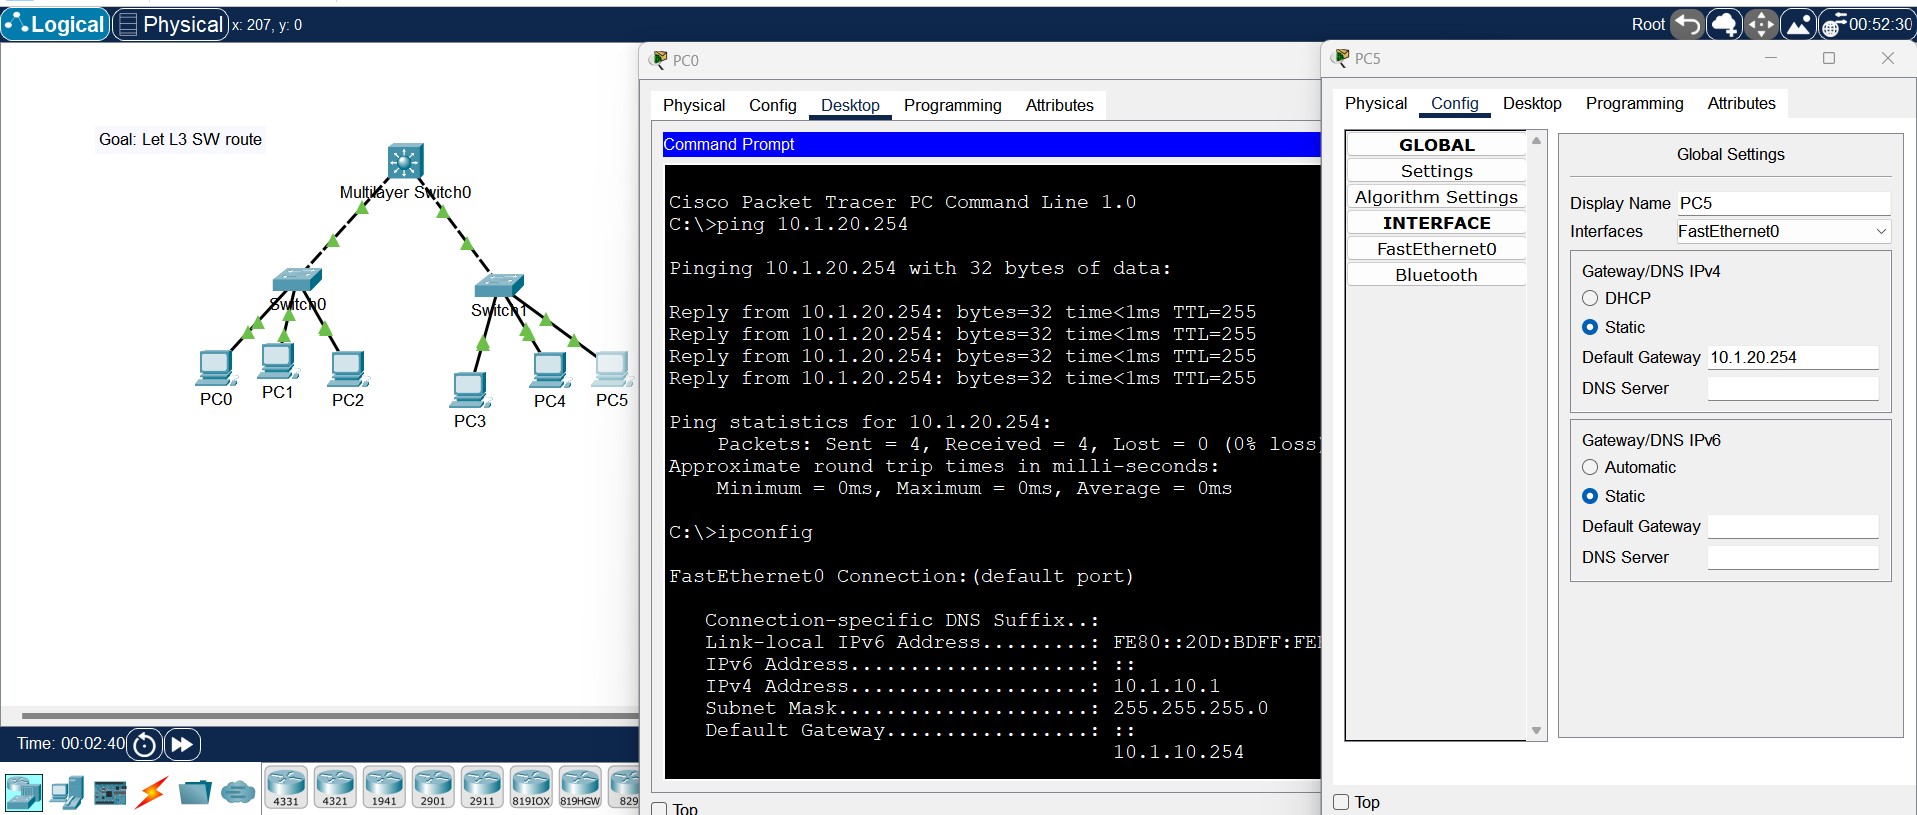 Logical
Physical
x: 207, y: 0
Root
00:52:30
Goal: Let L3 SW route
Multilayer Switch0
Switch0
Switch1
PC0
PC1
PC2
PC3
PC4
PC5
Time: 00:02:40
4331
4321
1941
2901
2911
819IOX
819HGW
829
PC0
Physical
Config
Desktop
Programming
Attributes
Command Prompt
Cisco Packet Tracer PC Command Line 1.0
C:\>ping 10.1.20.254
Pinging 10.1.20.254 with 32 bytes of data:
Reply from 10.1.20.254: bytes=32 time<1ms TTL=255
Reply from 10.1.20.254: bytes=32 time<1ms TTL=255
Reply from 10.1.20.254: bytes=32 time<1ms TTL=255
Reply from 10.1.20.254: bytes=32 time<1ms TTL=255
Ping statistics for 10.1.20.254:
Packets: Sent = 4, Received = 4, Lost = 0 (0% loss)
Approximate round trip times in milli-seconds:
Minimum = 0ms, Maximum = 0ms, Average = 0ms
C:\>ipconfig
FastEthernet0 Connection:(default port)
Connection-specific DNS Suffix..:
Link-local IPv6 Address.........: FE80::20D:BDFF:FE
IPv6 Address....................: ::
IPv4 Address....................: 10.1.10.1
Subnet Mask.....................: 255.255.255.0
Default Gateway.................: ::
10.1.10.254
Top
PC5
Physical
Config
Desktop
Programming
Attributes
GLOBAL
Settings
Algorithm Settings
INTERFACE
FastEthernet0
Bluetooth
Global Settings
Display Name PC5
Interfaces FastEthernet0
Gateway/DNS IPv4
DHCP
Static
Default Gateway 10.1.20.254
DNS Server
Gateway/DNS IPv6
Automatic
Static
Default Gateway
DNS Server
Top